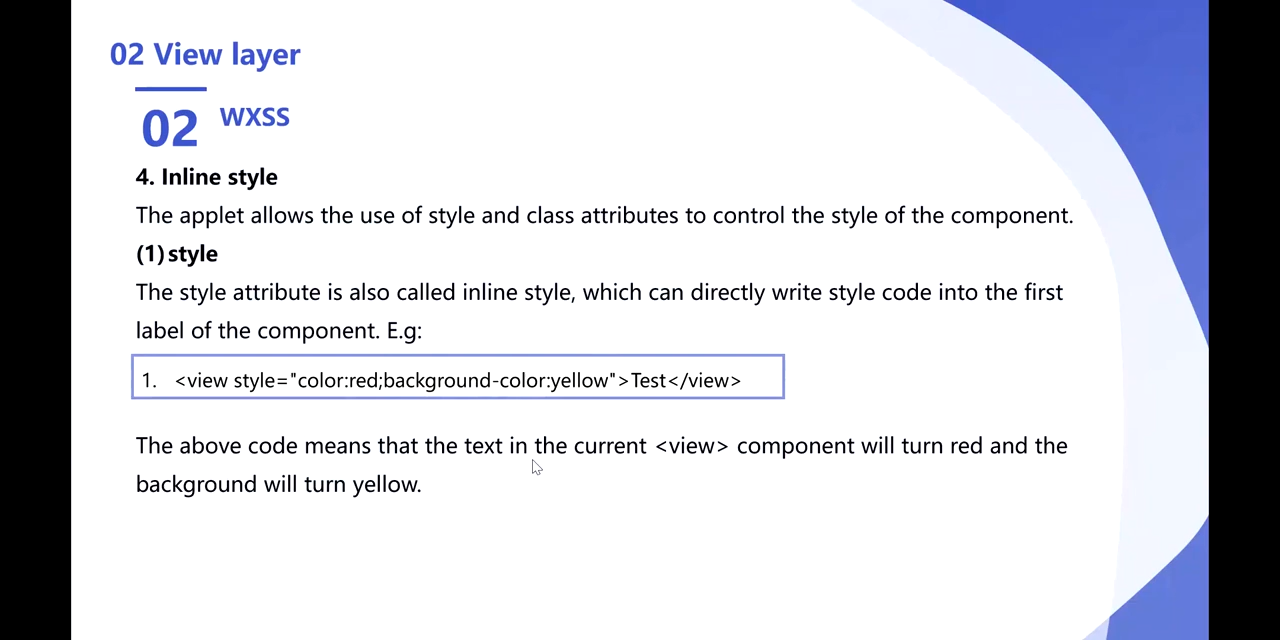 02 View layer
02 WXSS
4. Inline style
The applet allows the use of style and class attributes to control the style of the component.
(1) style
The style attribute is also called inline style, which can directly write style code into the first
label of the component. E.g:
1. <view style="color:red;background-color:yellow">Test</view>
The above code means that the text in the current <view> component will turn red and the
background will turn yellow.